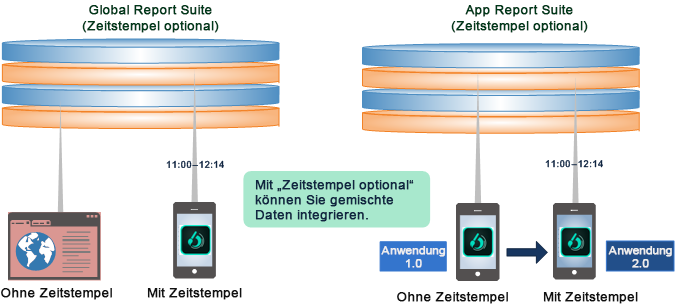 Global Report Suite
(Zeitstempel optional)
11:00–12:14
Ohne Zeitstempel
Mit Zeitstempel
Mit „Zeitstempel optional“
können Sie gemischte
Daten integrieren.
App Report Suite
(Zeitstempel optional)
11:00–12:14
Anwendung
1.0
Anwendung
2.0
Ohne Zeitstempel
Mit Zeitstempel